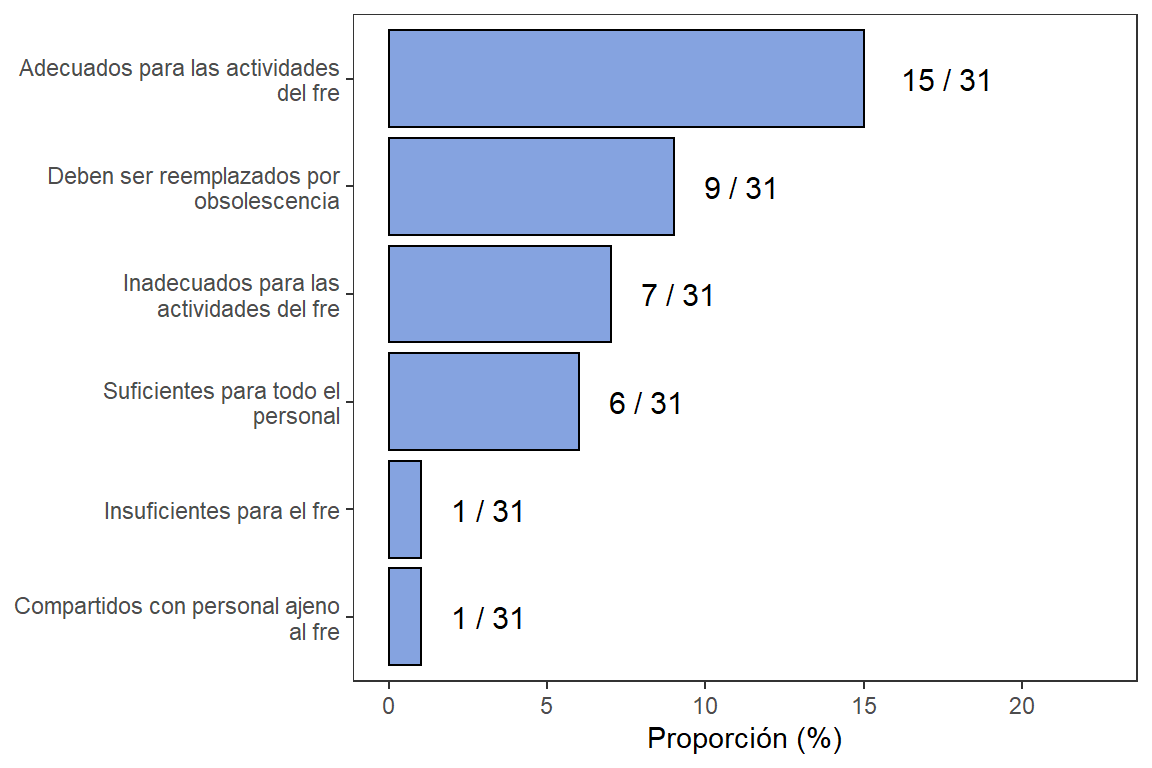 Adecuados para las actividades
del fre
15 / 31
Deben ser reemplazados por
obsolescencia
9 / 31
Inadecuados para las
actividades del fre
7 / 31
Suficientes para todo el
personal
6 / 31
Insuficientes para el fre
1 / 31
Compartidos con personal ajeno
al fre
1 / 31
0 5 10 15 20
Proporción (%)